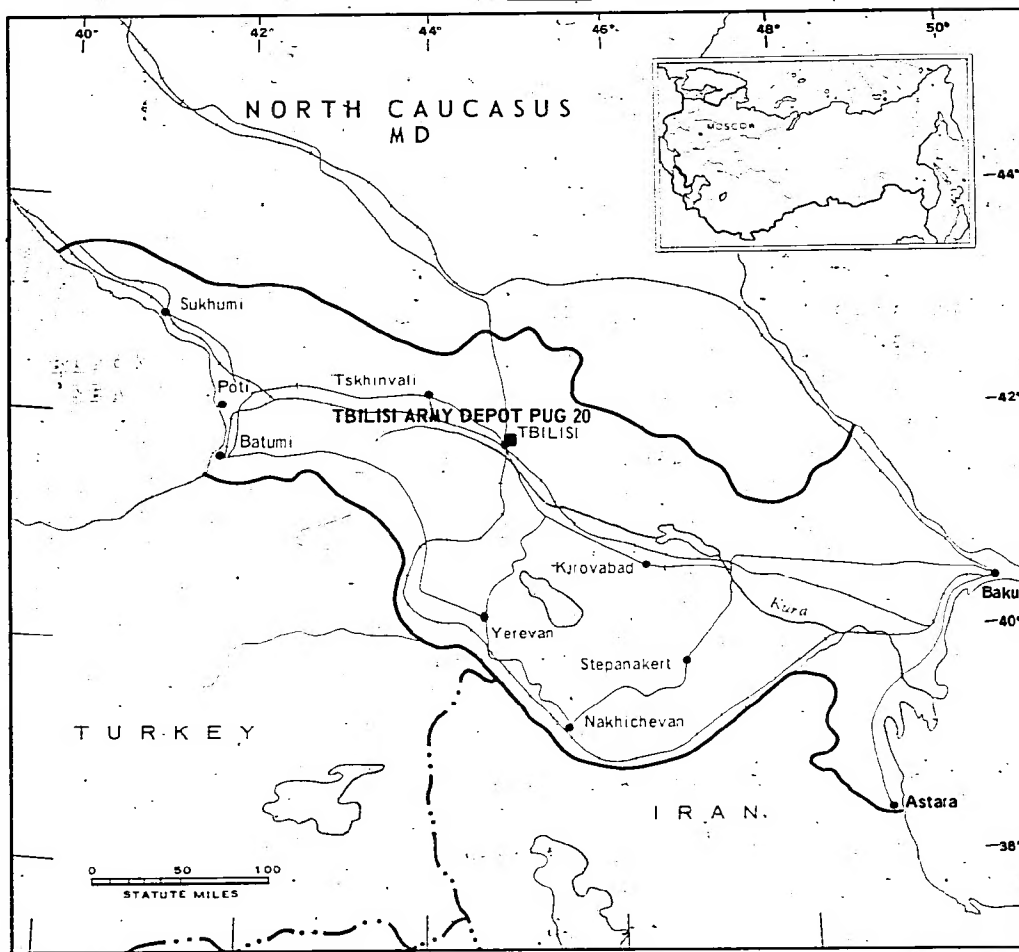 40° 42° 44° 46° 48° 50°
NORTH CAUCASUS
MD
MOSCOW
44°
Sukhumi
Tskhinvali
42°
Poti
TBILISI ARMY DEPOT PUG 20
TBILISI
Batumi
Kirovabad
Kura
Baku
40°
Yerevan
Stepanakert
TURKEY
Nakhichevan
IRAN
Astara
38°
0 50 100
STATUTE MILES